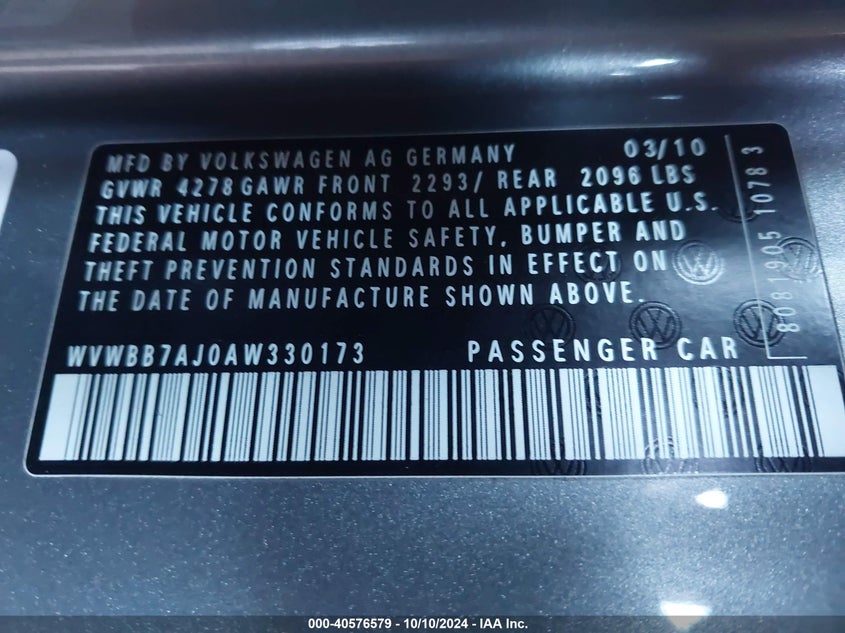 MFD BY VOLKSWAGEN AG GERMANY 03/10
GVWR 4278 GAWR FRONT 2293/ REAR 2096 LBS
THIS VEHICLE CONFORMS TO ALL APPLICABLE U.S.
FEDERAL MOTOR VEHICLE SAFETY, BUMPER AND
THEFT PREVENTION STANDARDS IN EFFECT ON
THE DATE OF MANUFACTURE SHOWN ABOVE.
WVWBB7AJ0AW330173 PASSENGER CAR
8081905 1078 3
000-40576579 - 10/10/2024 - IAA Inc.